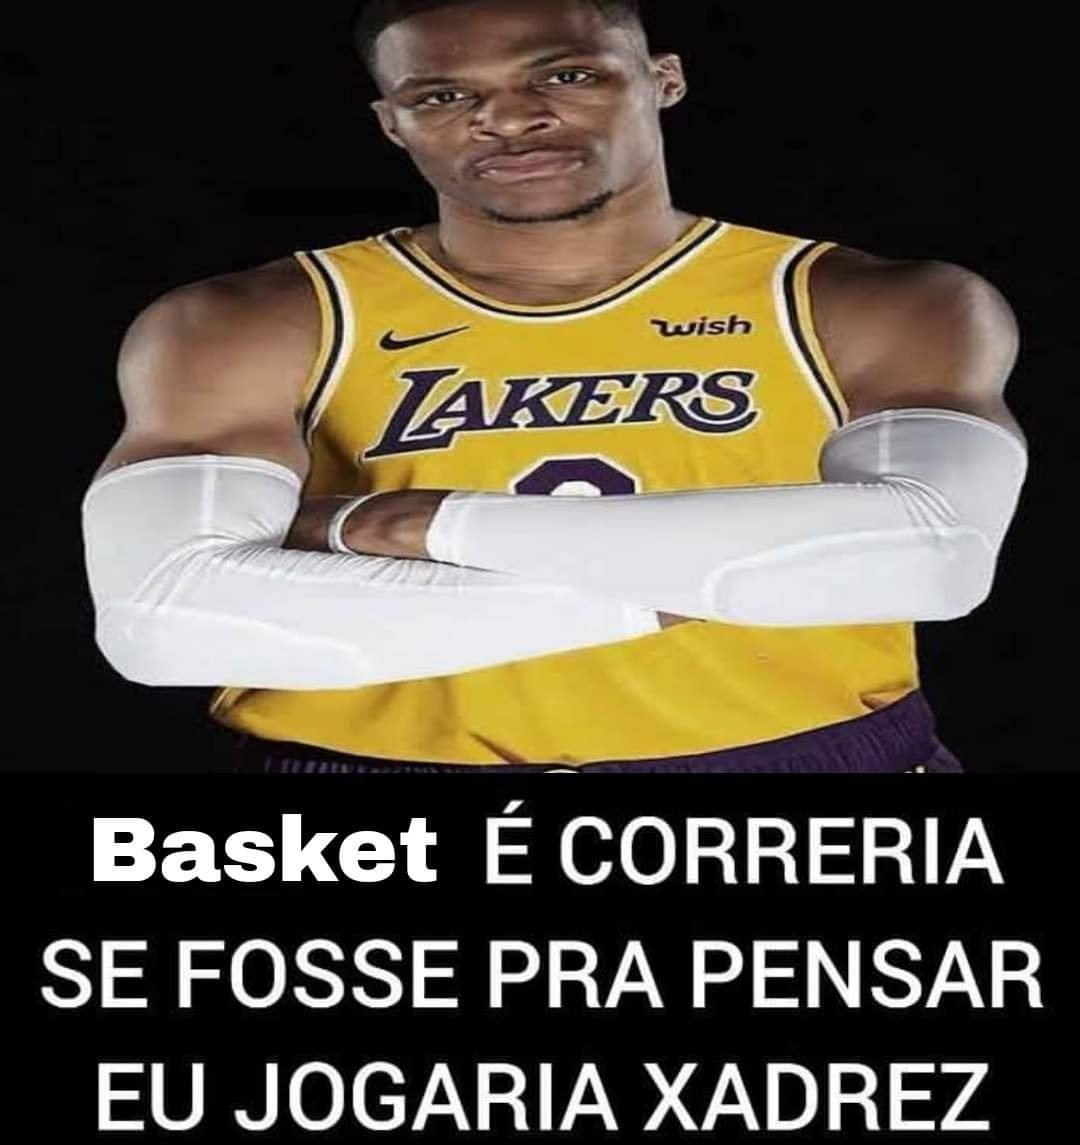 wish
LAKERS
Basket É CORRERIA
SE FOSSE PRA PENSAR
EU JOGARIA XADREZ